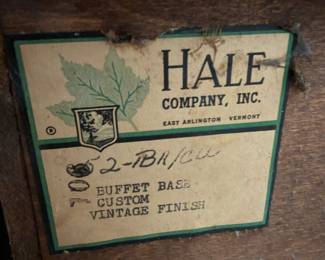 HALE
COMPANY, INC.
EAST ARLINGTON VERMONT
®
BUFFET BASE
CUSTOM
VINTAGE FINISH